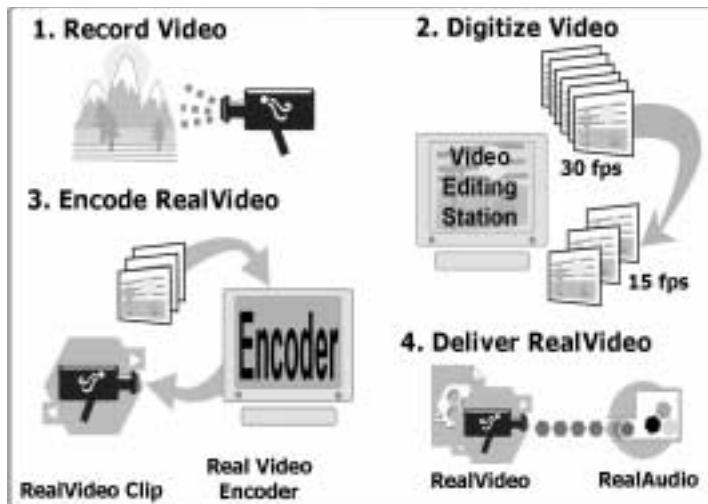 1. Record Video
2. Digitize Video
30 fps
Video
Editing
Station
15 fps
3. Encode RealVideo
Encoder
RealVideo Clip
Real Video
Encoder
4. Deliver RealVideo
RealVideo
RealAudio